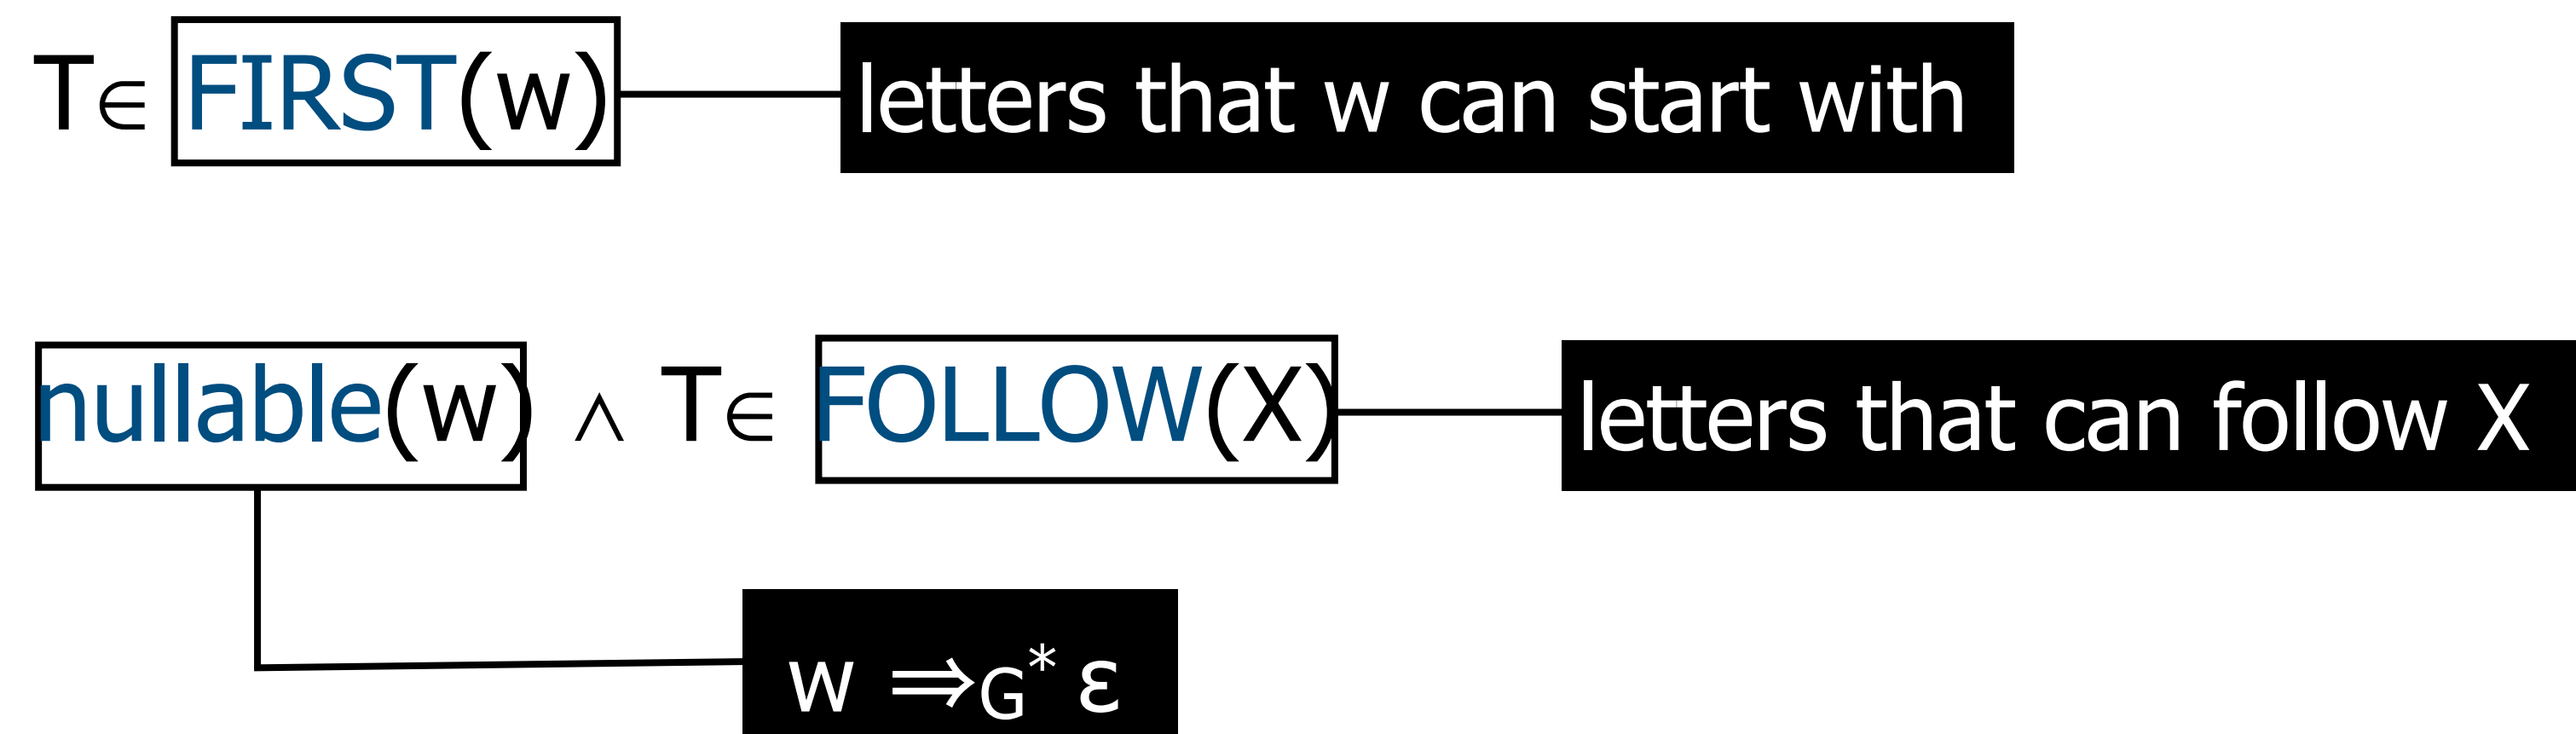 T∈ FIRST(w) letters that w can start with
nullable(w) ∧ T∈ FOLLOW(X) letters that can follow X
w ⇒G* ε